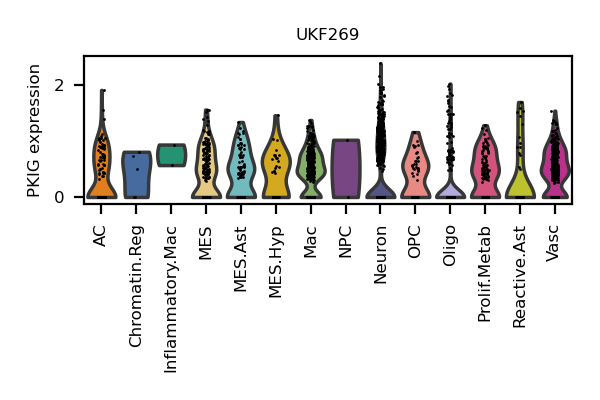 UKF269
PKIG expression
2
0
AC
Chromatin.Reg
Inflammatory.Mac
MES
MES.Ast
MES.Hyp
Mac
NPC
Neuron
OPC
Oligo
Prolif.Metab
Reactive.Ast
Vasc